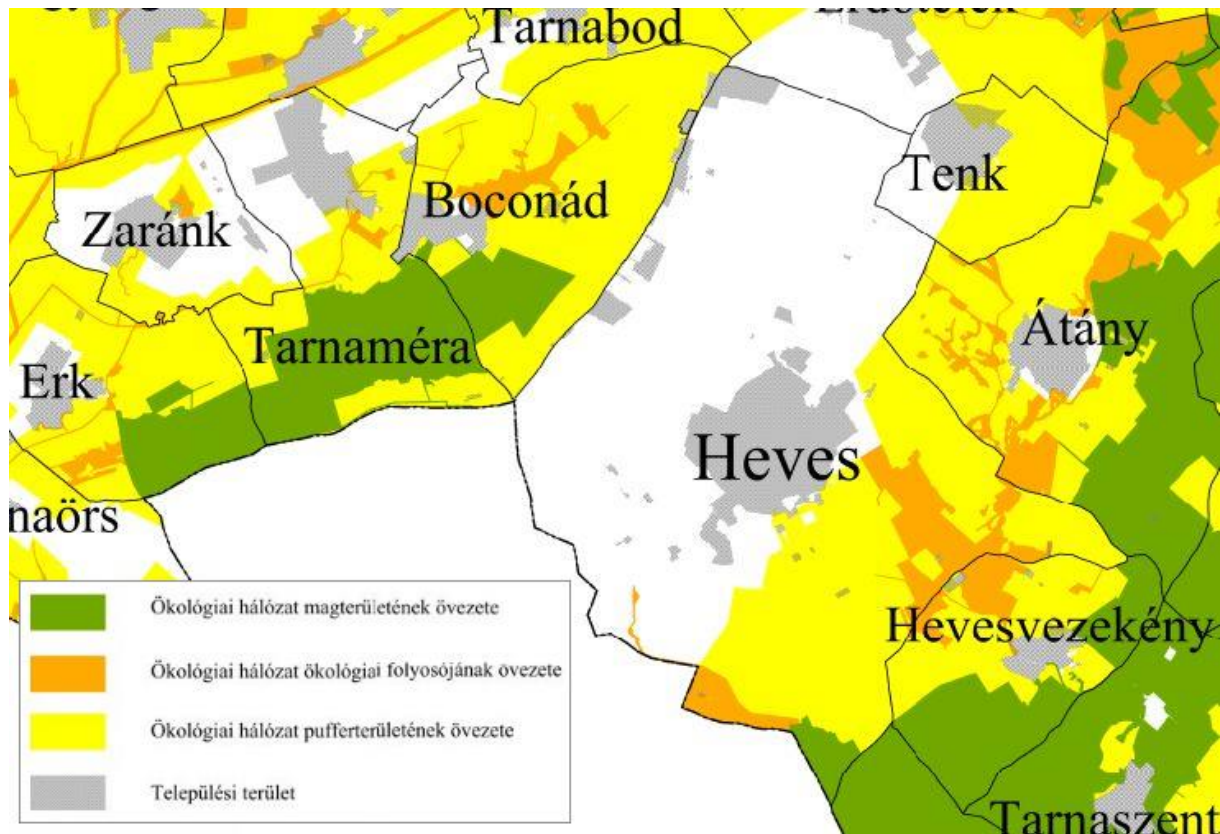 Tarnabod
Tenk
Boconád
Zaránk
Átány
Tarnaméra
Erk
Heves
naörs
Hevesvezekény
Tarnaszent
Ökológiai hálózat magterületének övezete
Ökológiai hálózat ökológiai folyosójának övezete
Ökológiai hálózat pufferterületének övezete
Települési terület